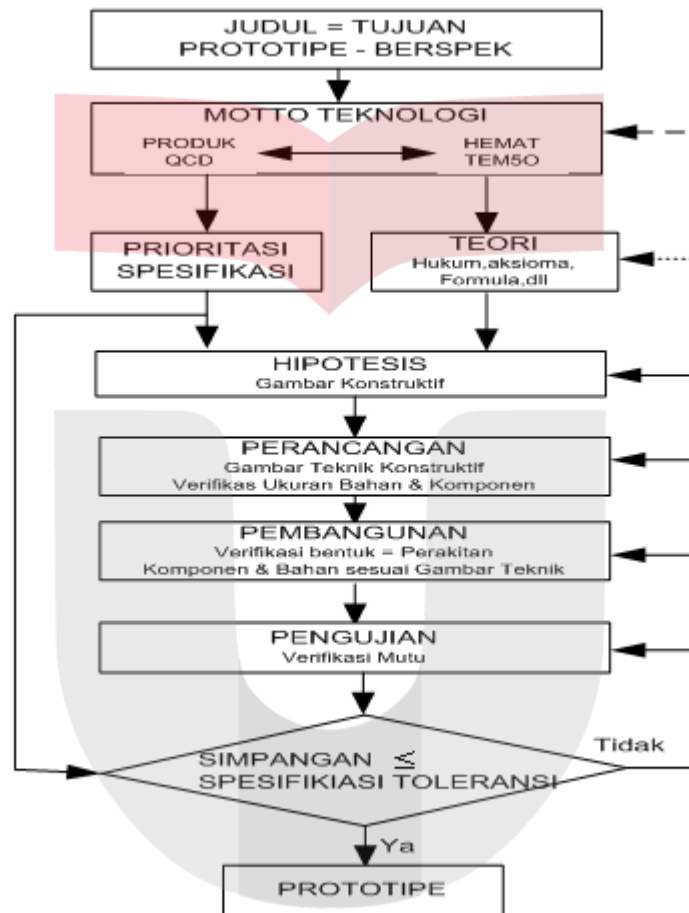 JUDUL = TUJUAN
PROTOTIPE - BERSPEK
MOTTO TEKNOLOGI
PRODUK
QCD
HEMAT
TEM5O
PRIORITASI
SPESIFIKASI
TEORI
Hukum,aksioma,
Formula,dll
HIPOTESIS
Gambar Konstruktif
PERANCANGAN
Gambar Teknik Konstruktif
Verifikas Ukuran Bahan & Komponen
PEMBANGUNAN
Verifikasi bentuk = Perakitan
Komponen & Bahan sesuai Gambar Teknik
PENGUJIAN
Verifikasi Mutu
SIMPANGAN ≤
SPESIFIKIASI TOLERANSI
Tidak
Ya
PROTOTIPE